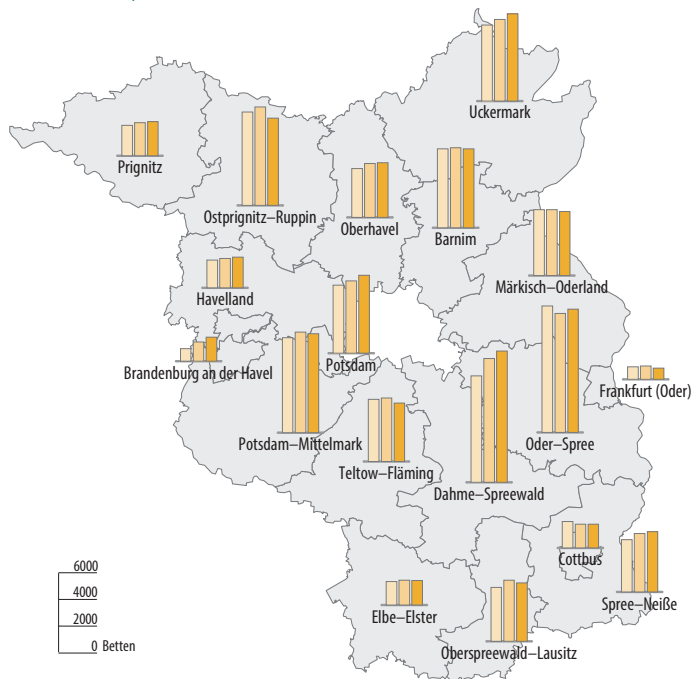 Uckermark
Prignitz
Ostprignitz–Ruppin
Oberhavel
Barnim
Havelland
Märkisch–Oderland
Potsdam
Brandenburg an der Havel
Frankfurt (Oder)
Potsdam–Mittelmark
Oder–Spree
Teltow–Fläming
Dahme–Spreewald
Cottbus
Spree–Neiße
Elbe–Elster
Oberspreewald–Lausitz
6000
4000
2000
0 Betten